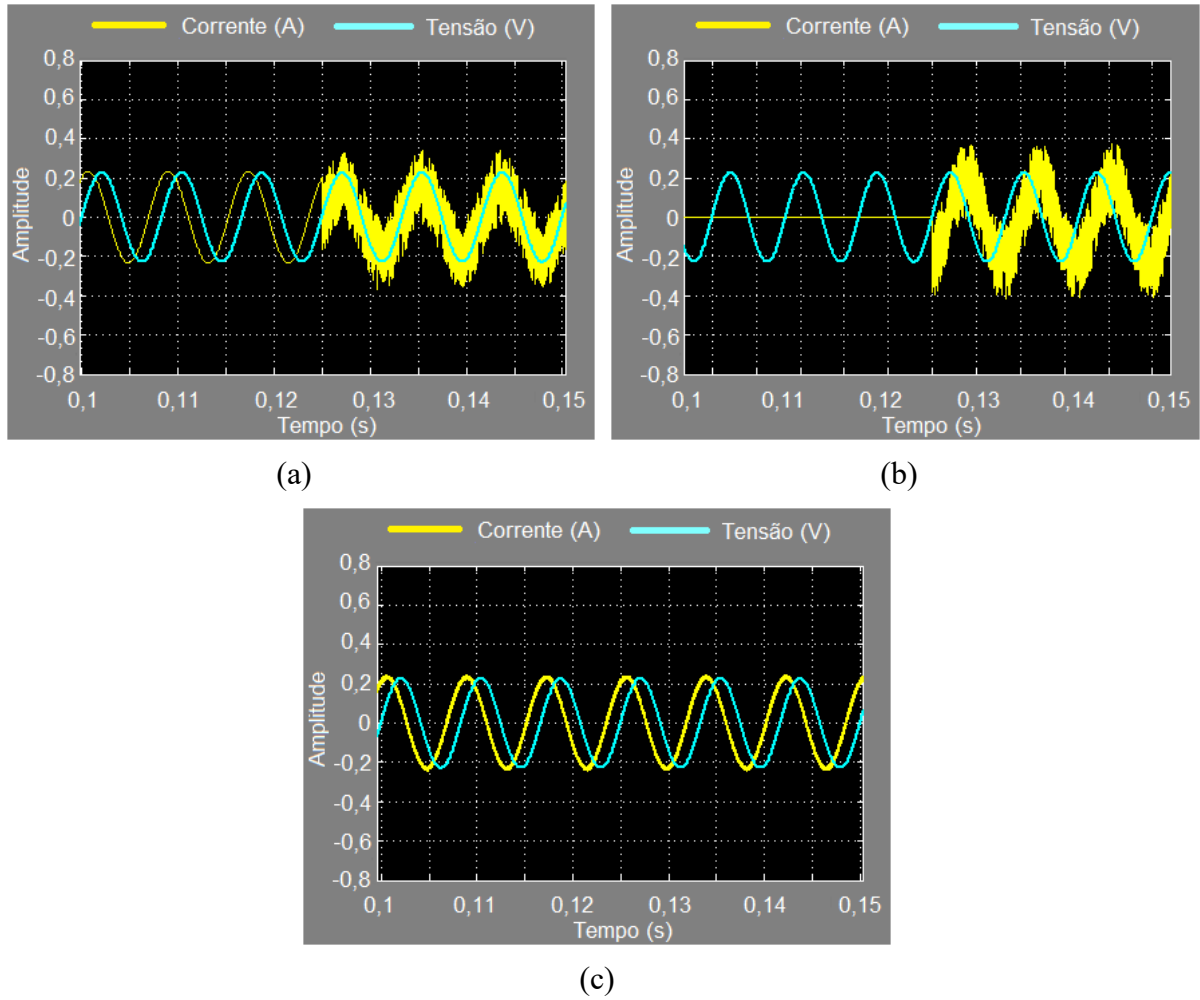 Corrente (A) Tensão (V)
0,8
0,6
0,4
0,2
0
-0,2
-0,4
-0,6
-0,8
Amplitude
0,1 0,11 0,12 0,13 0,14 0,15
Tempo (s)
(a)
Corrente (A) Tensão (V)
0,8
0,6
0,4
0,2
0
-0,2
-0,4
-0,6
-0,8
Amplitude
0,1 0,11 0,12 0,13 0,14 0,15
Tempo (s)
(b)
Corrente (A) Tensão (V)
0,8
0,6
0,4
0,2
0
-0,2
-0,4
-0,6
-0,8
Amplitude
0,1 0,11 0,12 0,13 0,14 0,15
Tempo (s)
(c)